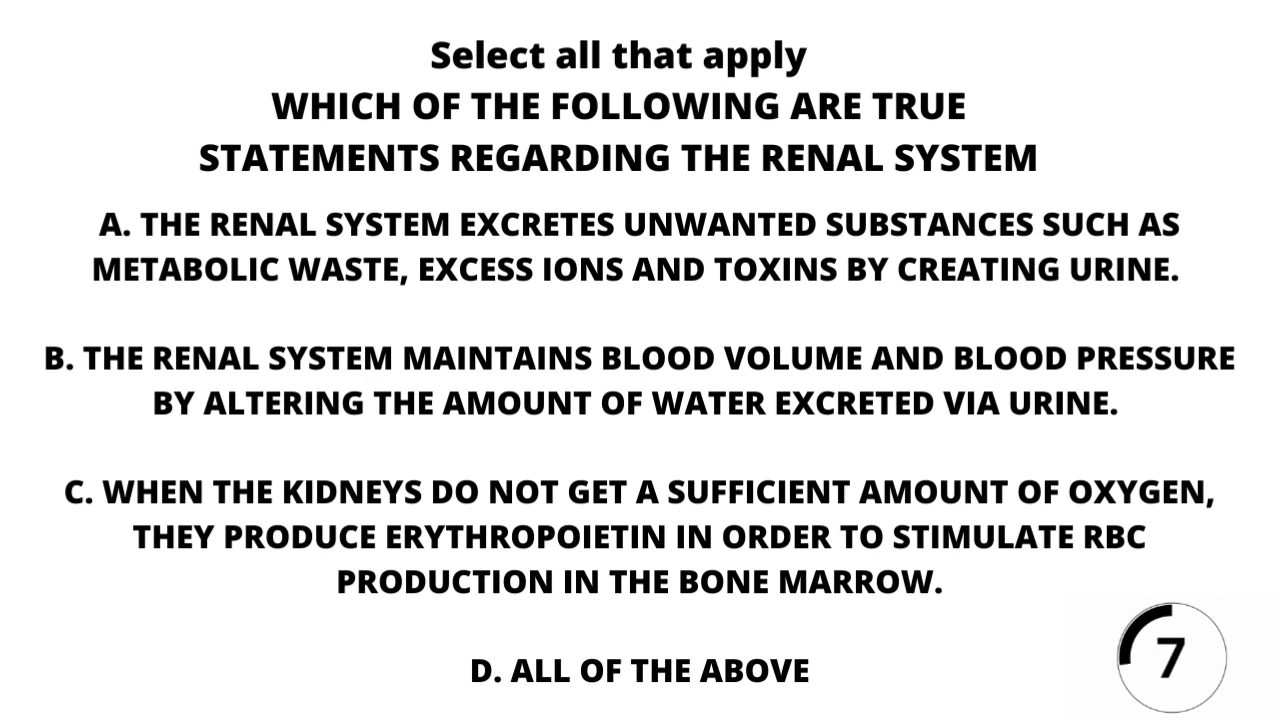 Select all that apply
WHICH OF THE FOLLOWING ARE TRUE
STATEMENTS REGARDING THE RENAL SYSTEM
A. THE RENAL SYSTEM EXCRETES UNWANTED SUBSTANCES SUCH AS
METABOLIC WASTE, EXCESS IONS AND TOXINS BY CREATING URINE.
B. THE RENAL SYSTEM MAINTAINS BLOOD VOLUME AND BLOOD PRESSURE
BY ALTERING THE AMOUNT OF WATER EXCRETED VIA URINE.
C. WHEN THE KIDNEYS DO NOT GET A SUFFICIENT AMOUNT OF OXYGEN,
THEY PRODUCE ERYTHROPOIETIN IN ORDER TO STIMULATE RBC
PRODUCTION IN THE BONE MARROW.
D. ALL OF THE ABOVE
7